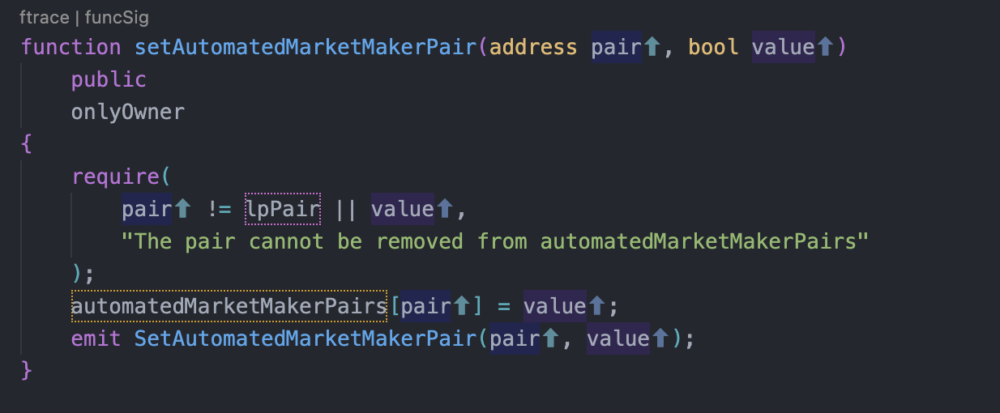 ftrace | funcSig
function setAutomatedMarketMakerPair(address pair⬆, bool value⬆)
public
onlyOwner
{
require(
pair⬆ != lpPair || value⬆,
"The pair cannot be removed from automatedMarketMakerPairs"
);
automatedMarketMakerPairs[pair⬆] = value⬆;
emit SetAutomatedMarketMakerPair(pair⬆, value⬆);
}